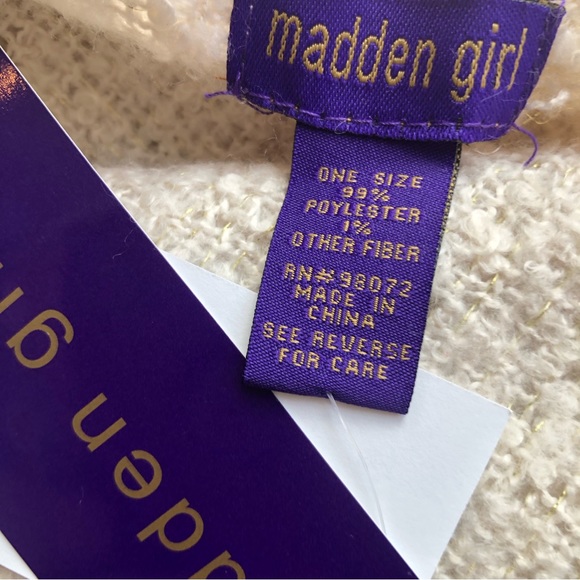 madden girl
ONE SIZE
99%
POYLESTER
1%
OTHER FIBER
RN#98072
MADE IN
CHINA
SEE REVERSE
FOR CARE
dden gi